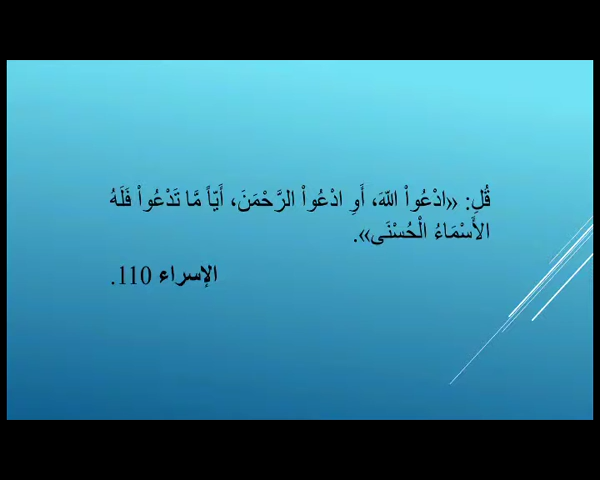 قُلِ: «ادْعُواْ اللّهَ، أَوِ ادْعُواْ الرَّحْمَنَ، أَيّاً مَّا تَدْعُواْ فَلَهُ
الأَسْمَاءُ الْحُسْنَى».
الإسراء 110.